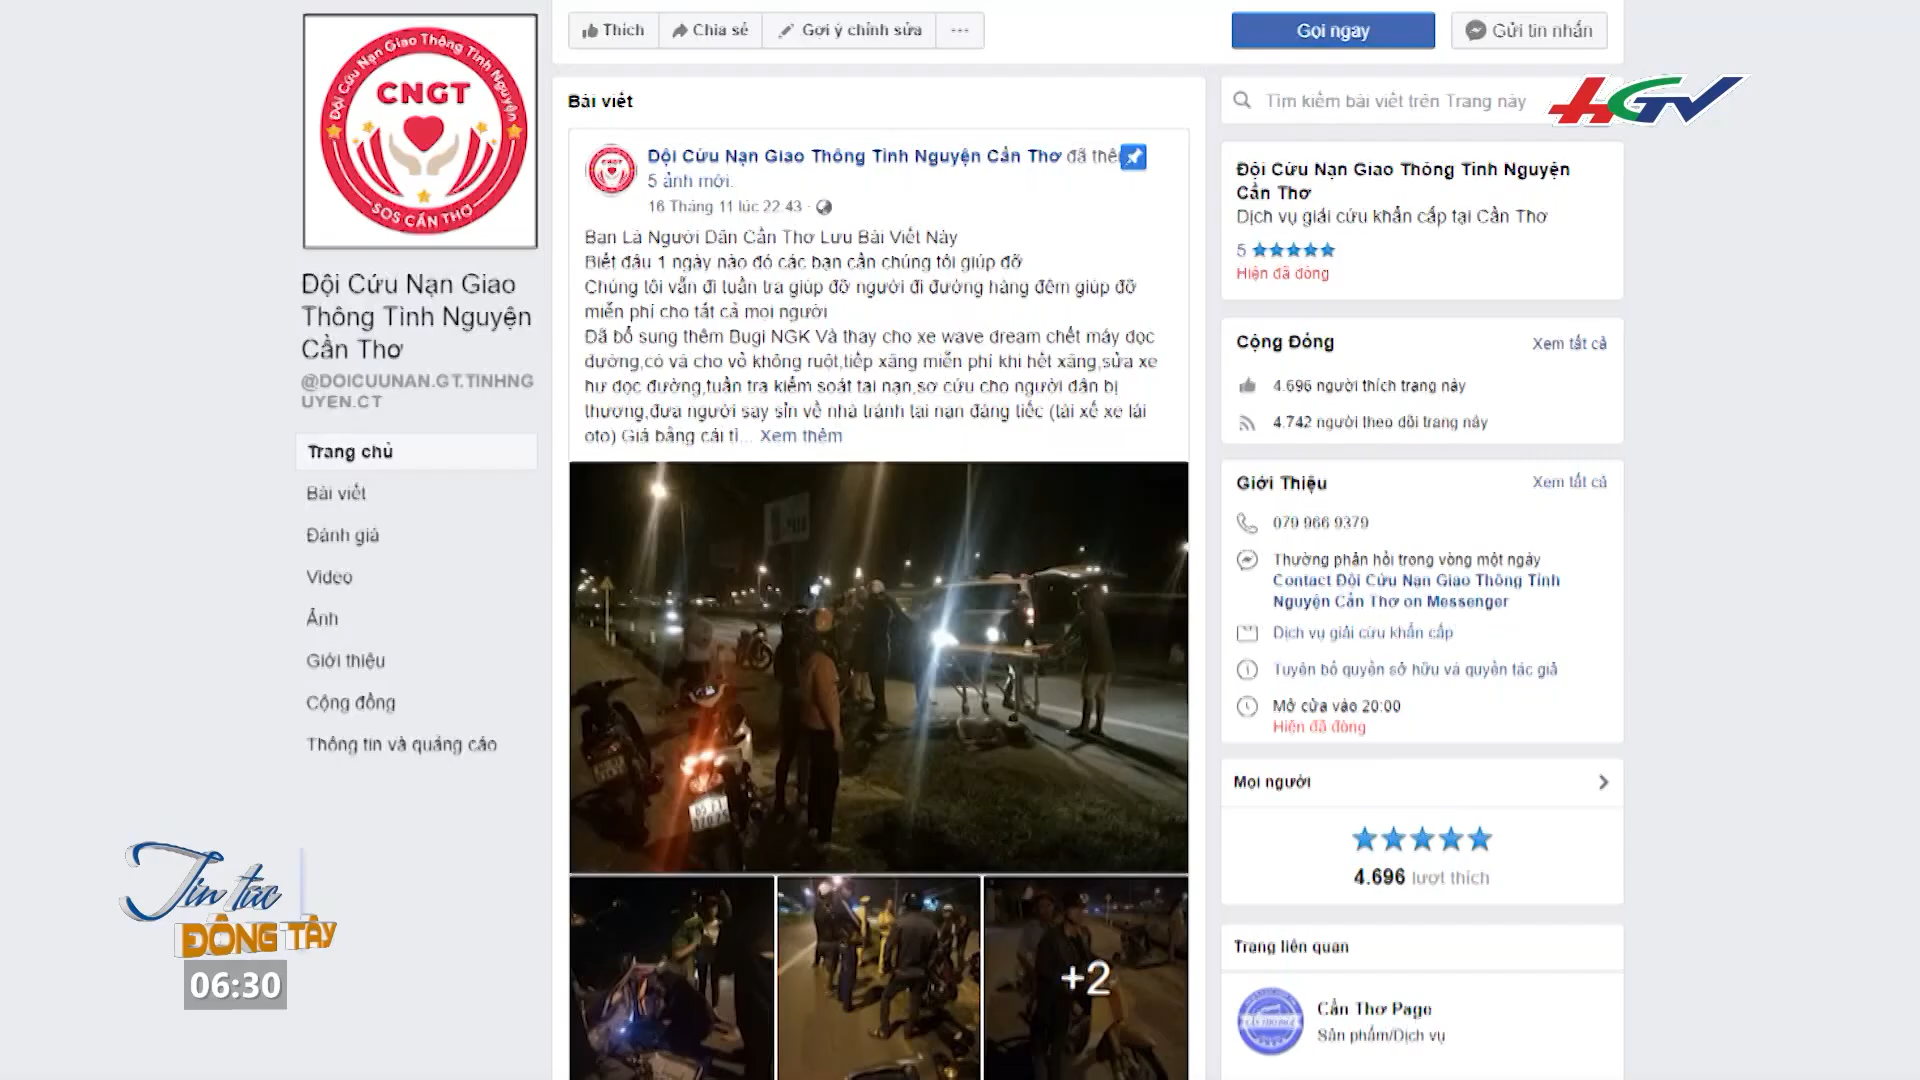 Đội Cứu Nạn Giao Thông Tình Nguyện
CNGT
SOS CẦN THƠ
Đội Cứu Nạn Giao
Thông Tình Nguyện
Cần Thơ
@DOICUUNAN.GT.TINHNG
UYEN.CT
Trang chủ
Bài viết
Đánh giá
Video
Ảnh
Giới thiệu
Cộng đồng
Thông tin và quảng cáo
Tin tức
ĐÔNG TÂY
06:30
Thích
Chia sẻ
Gợi ý chỉnh sửa
...
Gọi ngay
Gửi tin nhắn
Bài viết
Đội Cứu Nạn Giao Thông Tình Nguyện Cần Thơ đã thê
5 ảnh mới.
16 Tháng 11 lúc 22:43 ·
Bạn Là Người Dân Cần Thơ Lưu Bài Viết Này
Biết đâu 1 ngày nào đó các bạn cần chúng tôi giúp đỡ
Chúng tôi vẫn đi tuần tra giúp đỡ người đi đường hàng đêm giúp đỡ
miễn phí cho tất cả mọi người
Đã bổ sung thêm Bugi NGK Và thay cho xe wave dream chết máy dọc
đường,có vá cho vỏ không ruột,tiếp xăng miễn phí khi hết xăng,sửa xe
hư dọc đường,tuần tra kiểm soát tai nạn,sơ cứu cho người dân bị
thương,đưa người say sỉn về nhà tránh tai nạn đáng tiếc (tài xế xe lái
oto) Giá bằng cái tì... Xem thêm
+2
Tìm kiếm bài viết trên Trang này
HGTV
Đội Cứu Nạn Giao Thông Tình Nguyện
Cần Thơ
Dịch vụ giải cứu khẩn cấp tại Cần Thơ
5
Hiện đã đóng
Cộng Đồng
Xem tất cả
4.696 người thích trang này
4.742 người theo dõi trang này
Giới Thiệu
Xem tất cả
079 966 9379
Thường phản hồi trong vòng một ngày
Contact Đội Cứu Nạn Giao Thông Tình
Nguyện Cần Thơ on Messenger
Dịch vụ giải cứu khẩn cấp
Tuyên bố quyền sở hữu và quyền tác giả
Mở cửa vào 20:00
Hiện đã đóng
Mọi người
4.696 lượt thích
Trang liên quan
CẦN THƠ PAGE
Cần Thơ Page
Sản phẩm/Dịch vụ